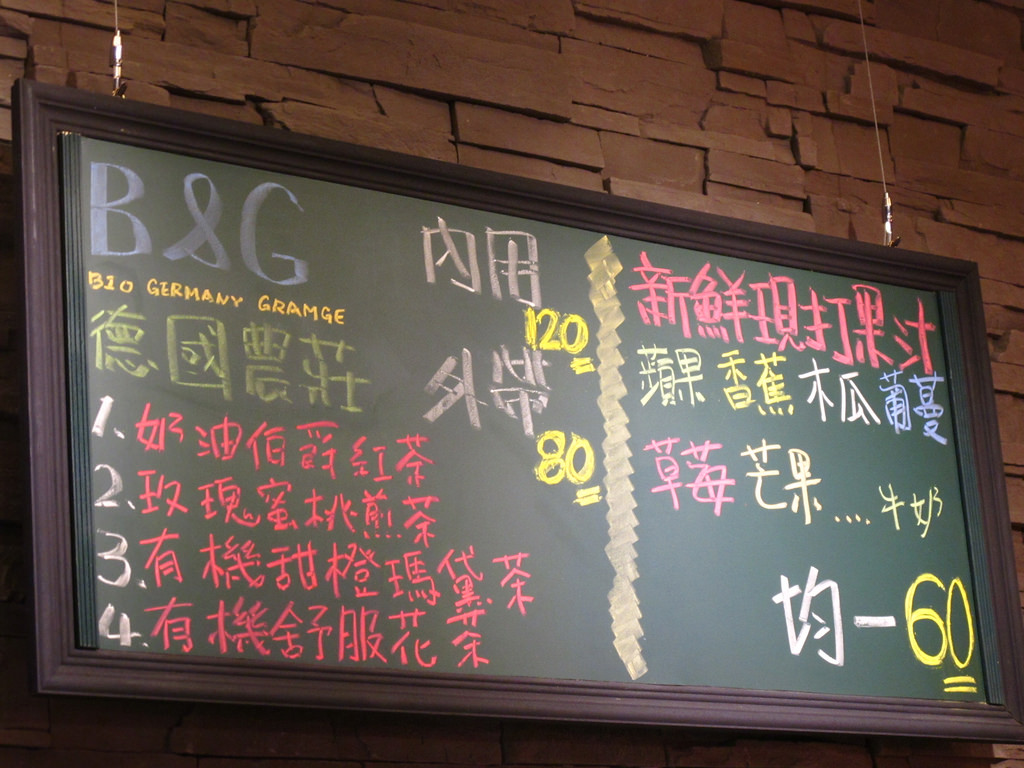 B&G
BIO GERMANY GRAMGE
德國農莊
1、奶油伯爵紅茶
2、玫瑰蜜桃煎茶
3、有機甜橙瑪黛茶
4、有機舒服花茶
內用
120
外帶
80
新鮮現打果汁
蘋果 香蕉 木瓜 葡蔓
草莓 芒果....牛奶
均一60